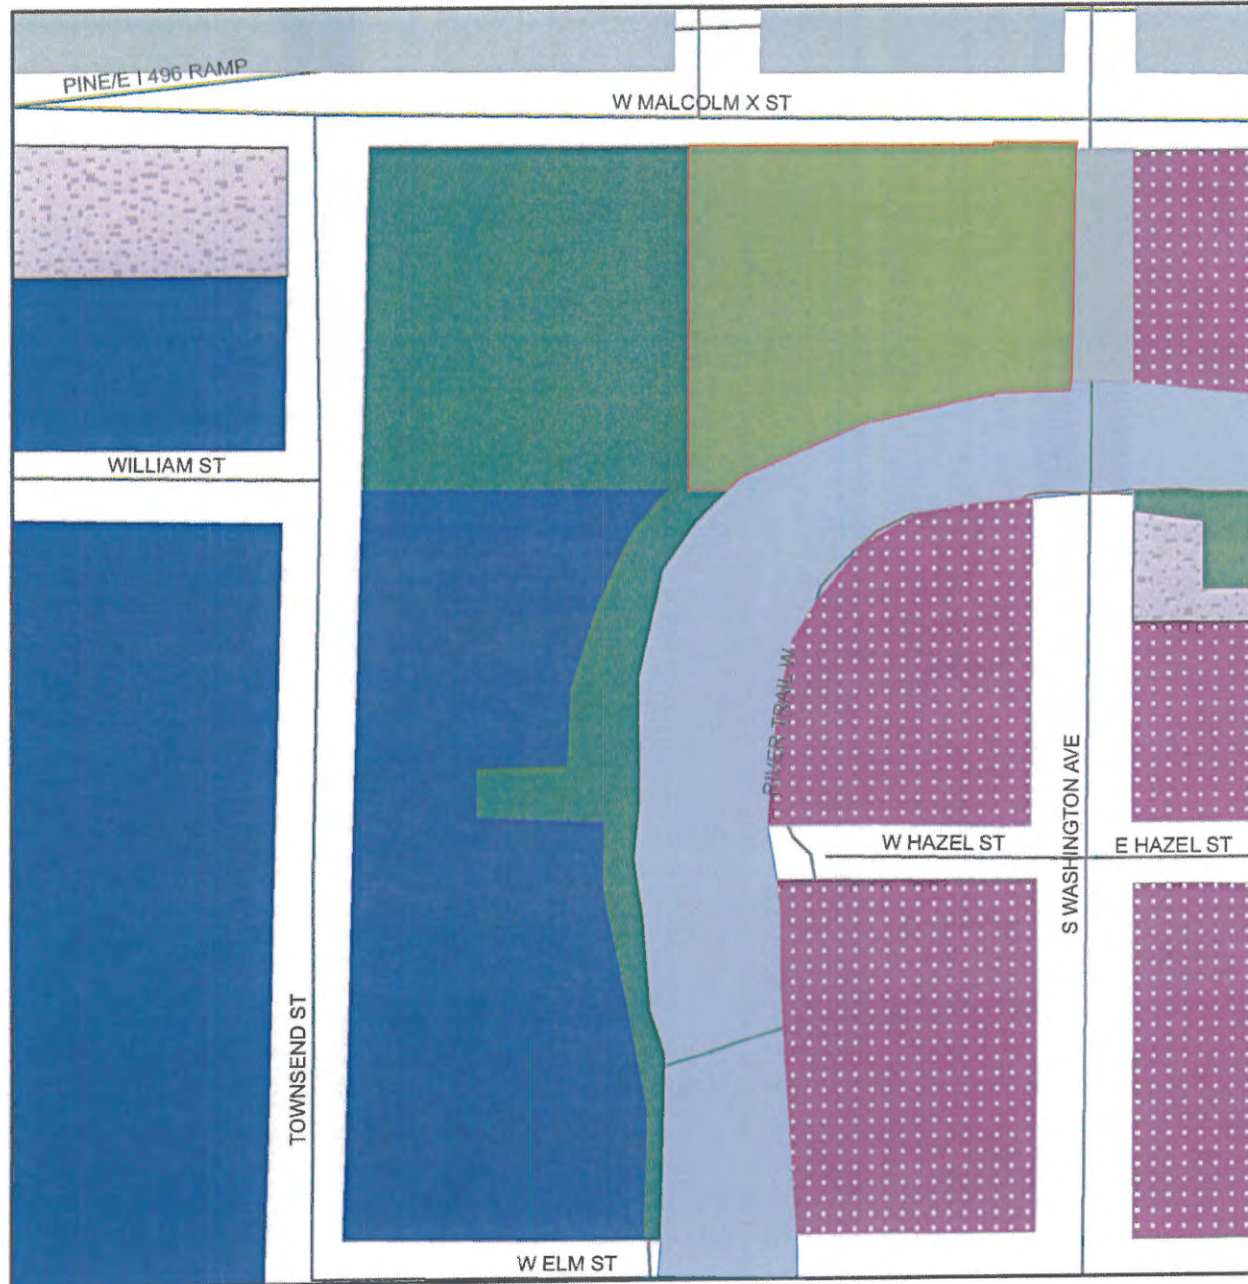 PINE/E I 496 RAMP
W MALCOLM X ST
WILLIAM ST
RIVER TRAIL W
S WASHINGTON AVE
W HAZEL ST
E HAZEL ST
TOWNSEND ST
W ELM ST